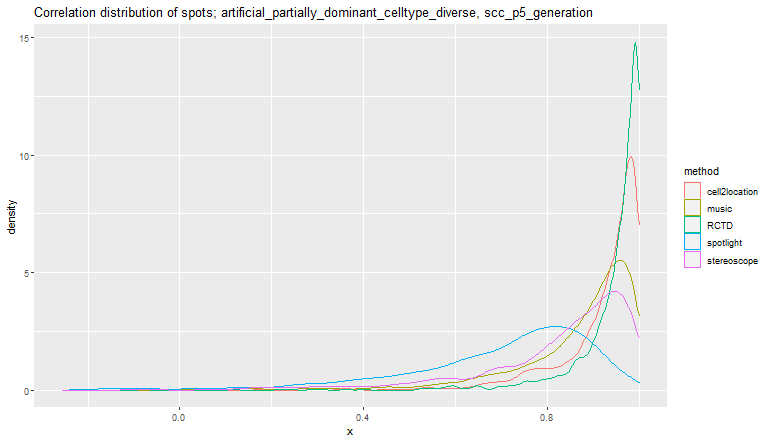 Correlation distribution of spots; artificial_partially_dominant_celltype_diverse, scc_p5_generation
15
10
5
0
density
0.0
0.4
0.8
x
method
cell2location
music
RCTD
spotlight
stereoscope